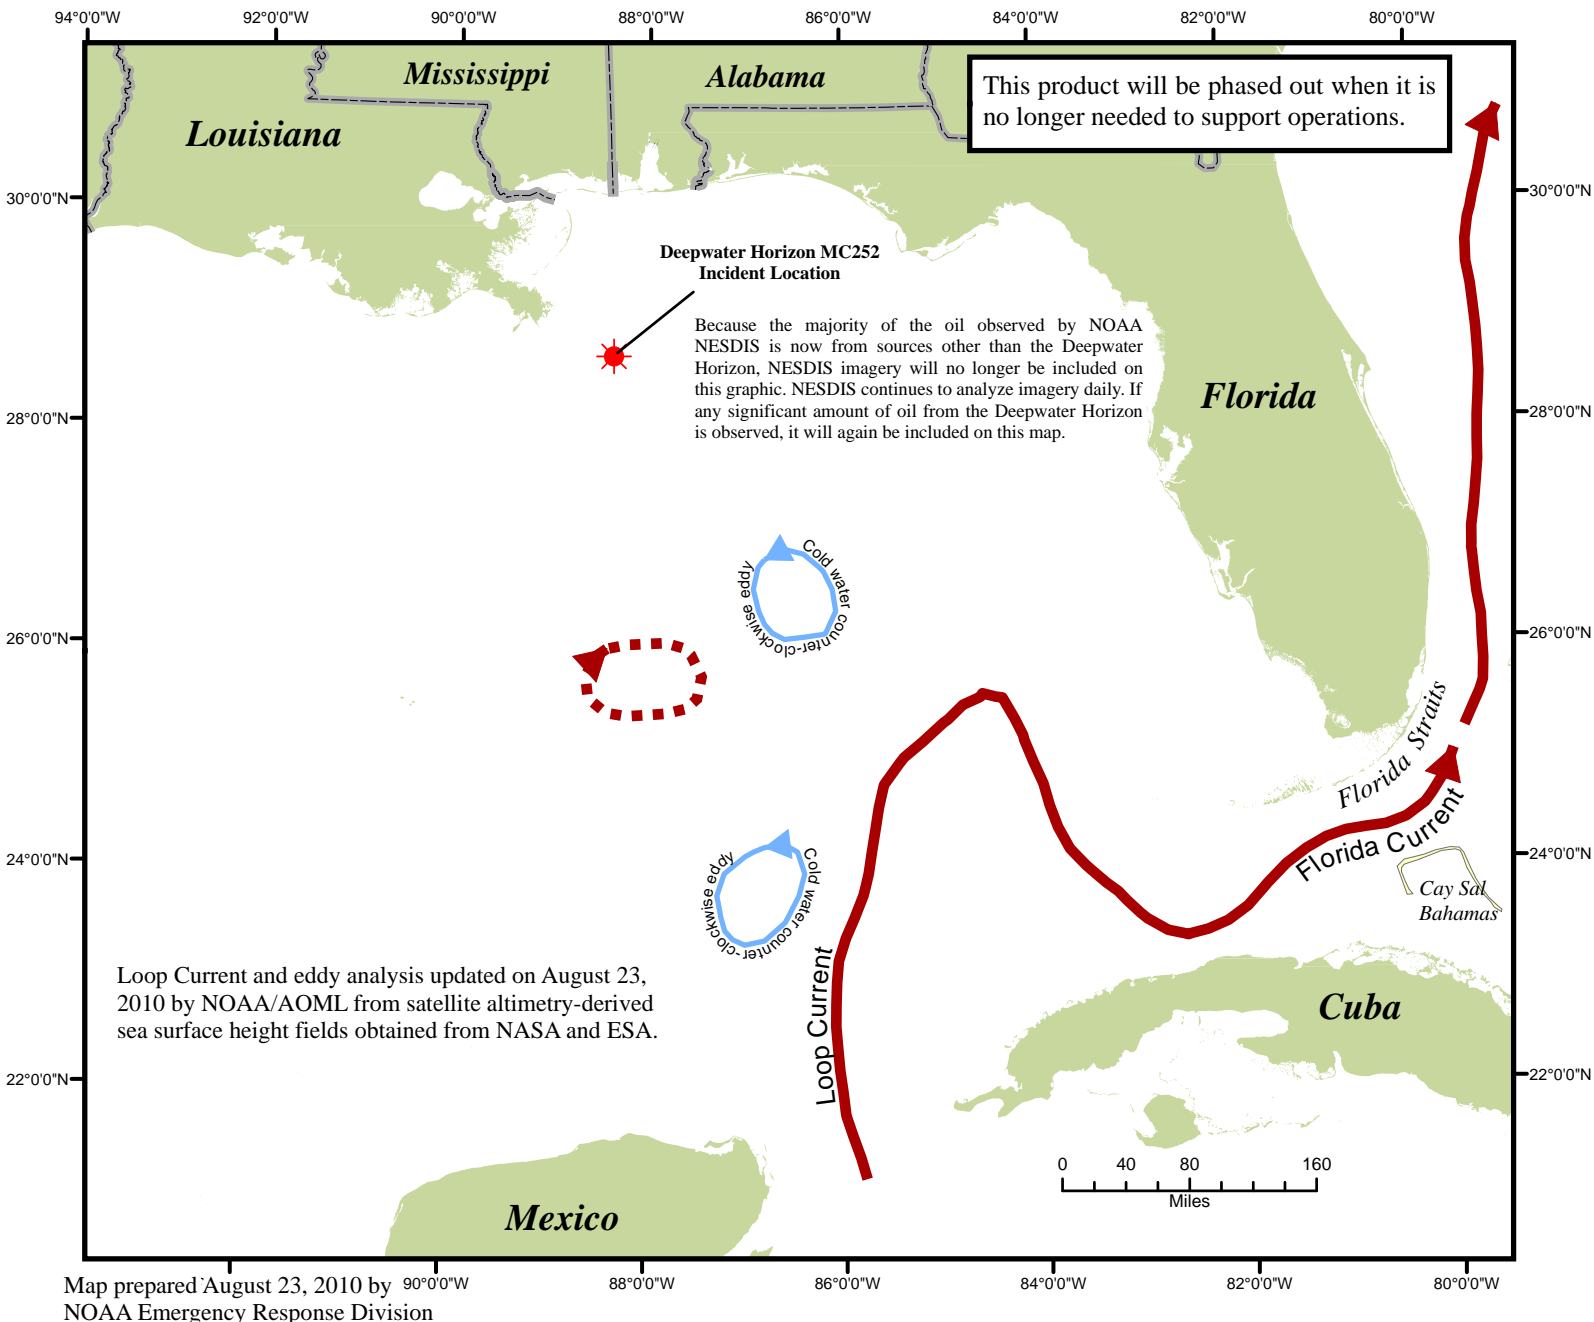 94°0'0"W 92°0'0"W 90°0'0"W 88°0'0"W 86°0'0"W 84°0'0"W 82°0'0"W 80°0'0"W
Mississippi
Alabama
Louisiana
This product will be phased out when it is
no longer needed to support operations.
30°0'0"N
30°0'0"N
Deepwater Horizon MC252
Incident Location
Because the majority of the oil observed by NOAA
NESDIS is now from sources other than the Deepwater
Horizon, NESDIS imagery will no longer be included on
this graphic. NESDIS continues to analyze imagery daily. If
any significant amount of oil from the Deepwater Horizon
is observed, it will again be included on this map.
Florida
28°0'0"N
28°0'0"N
Cold water counter-clockwise eddy
26°0'0"N
26°0'0"N
Florida Straits
Florida Current
24°0'0"N
24°0'0"N
Cold water counter-clockwise eddy
Cay Sal
Bahamas
Loop Current
Loop Current and eddy analysis updated on August 23,
2010 by NOAA/AOML from satellite altimetry-derived
sea surface height fields obtained from NASA and ESA.
Cuba
22°0'0"N
22°0'0"N
0 40 80 160
Miles
Mexico
90°0'0"W 88°0'0"W 86°0'0"W 84°0'0"W 82°0'0"W 80°0'0"W
Map prepared August 23, 2010 by
NOAA Emergency Response Division